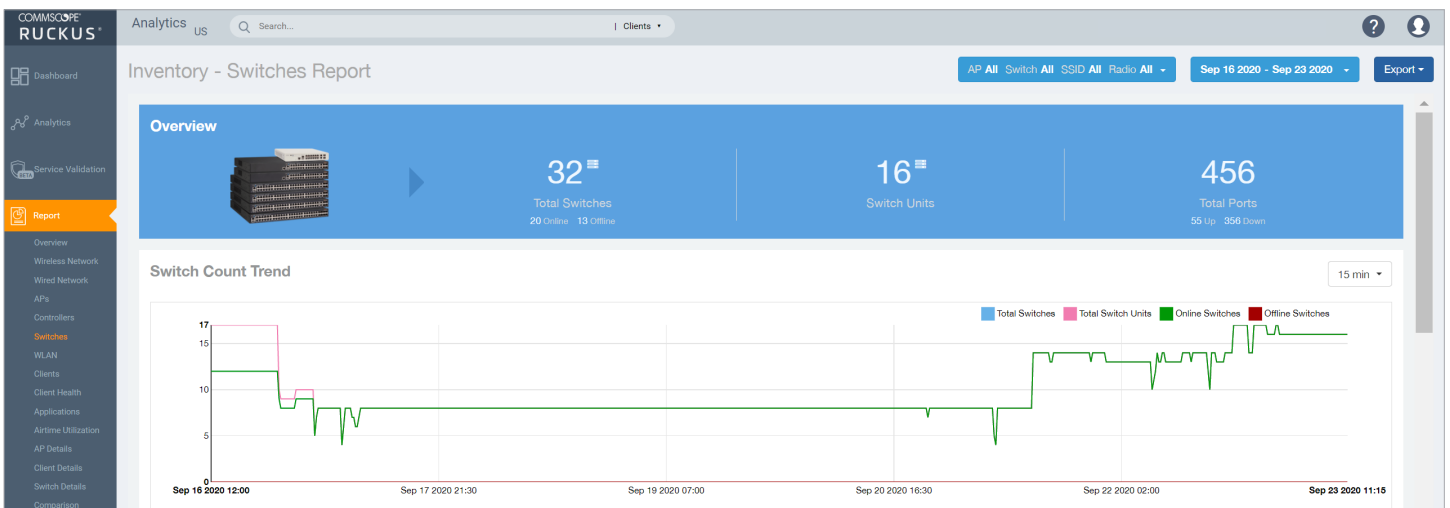 COMMSCOPE®
RUCKUS®
Analytics US
Search...
| Clients
?
Dashboard
Analytics
Service Validation
BETA
Report
Overview
Wireless Network
Wired Network
APs
Controllers
Switches
WLAN
Clients
Client Health
Applications
Airtime Utilization
AP Details
Client Details
Switch Details
Comparison
Inventory - Switches Report
AP All Switch All SSID All Radio All
Sep 16 2020 - Sep 23 2020
Export
Overview
32
Total Switches
20 Online 13 Offline
16
Switch Units
456
Total Ports
55 Up 356 Down
Switch Count Trend
15 min
Total Switches Total Switch Units Online Switches Offline Switches
17
15
10
5
0
Sep 16 2020 12:00 Sep 17 2020 21:30 Sep 19 2020 07:00 Sep 20 2020 16:30 Sep 22 2020 02:00 Sep 23 2020 11:15